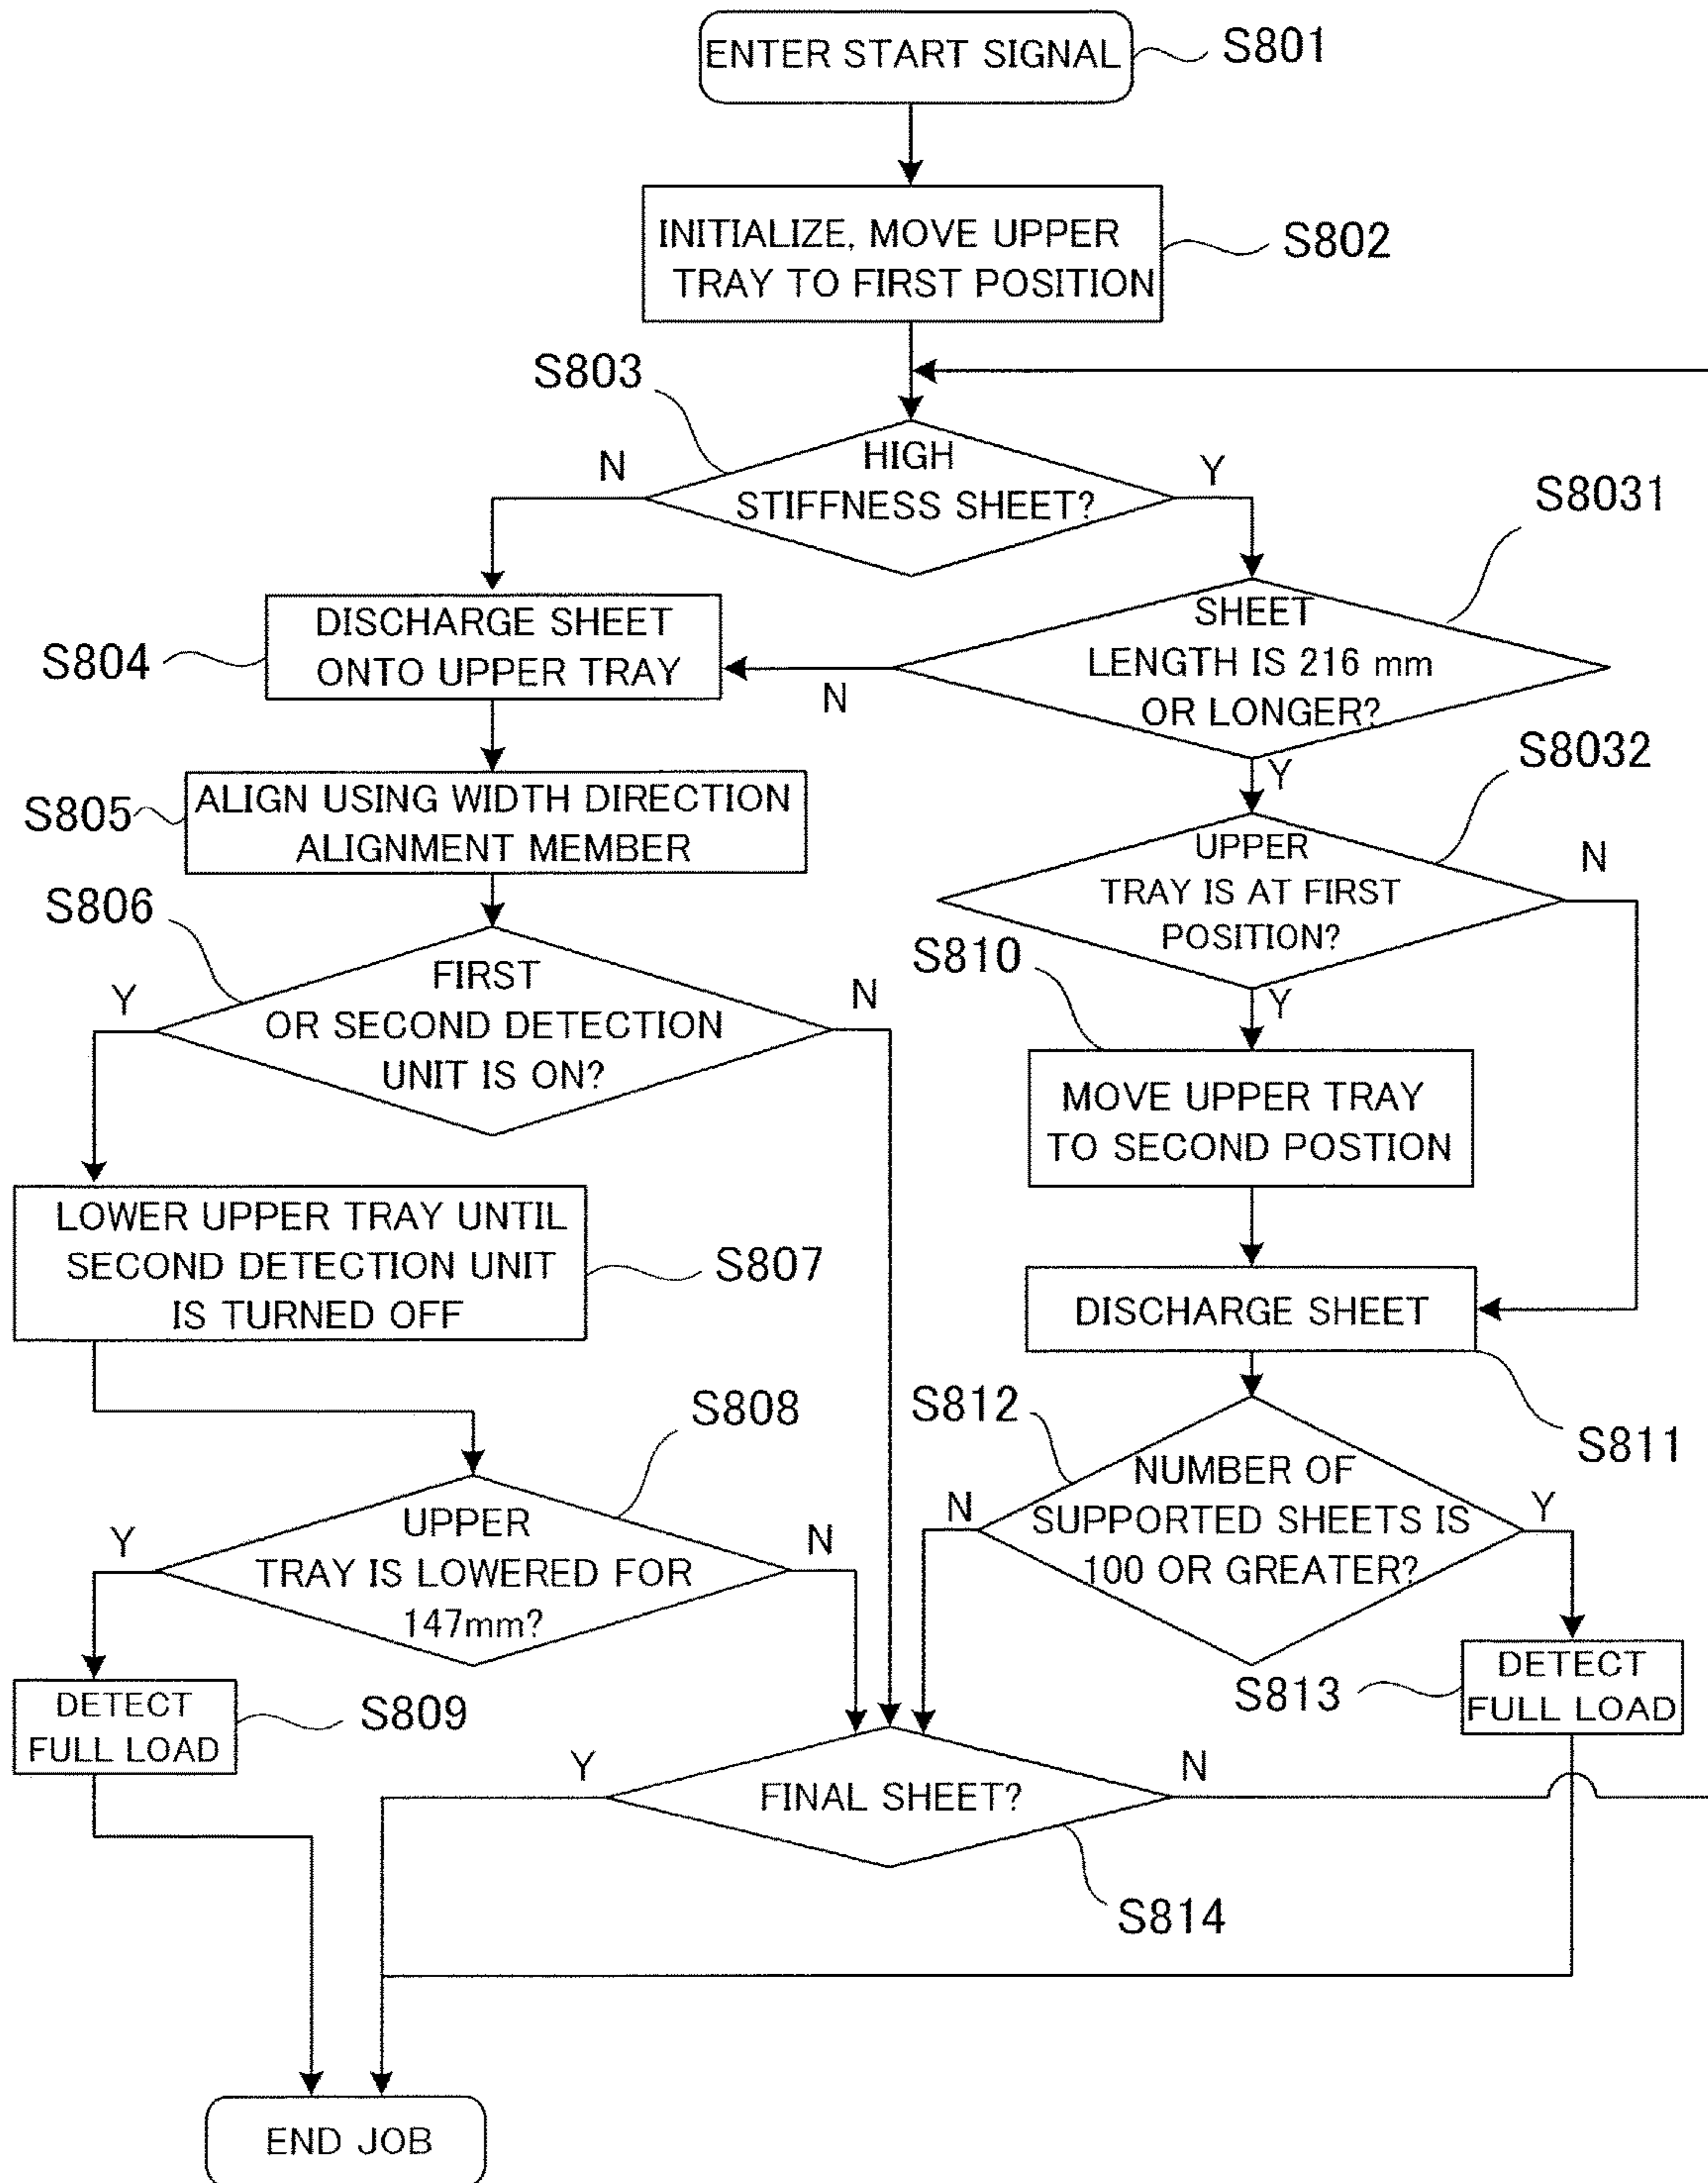 ENTER START SIGNAL
S801
INITIALIZE, MOVE UPPER
TRAY TO FIRST POSITION
S802
S803
HIGH
STIFFNESS SHEET?
N
Y
S8031
SHEET
LENGTH IS 216 mm
OR LONGER?
N
Y
S804
DISCHARGE SHEET
ONTO UPPER TRAY
S8032
UPPER
TRAY IS AT FIRST
POSITION?
N
Y
S805
ALIGN USING WIDTH DIRECTION
ALIGNMENT MEMBER
S806
FIRST
OR SECOND DETECTION
UNIT IS ON?
Y
N
S810
MOVE UPPER TRAY
TO SECOND POSTION
LOWER UPPER TRAY UNTIL
SECOND DETECTION UNIT
IS TURNED OFF
S807
DISCHARGE SHEET
S811
S808
UPPER
TRAY IS LOWERED FOR
147mm?
Y
N
S812
NUMBER OF
SUPPORTED SHEETS IS
100 OR GREATER?
N
Y
DETECT
FULL LOAD
S809
S813
DETECT
FULL LOAD
Y
FINAL SHEET?
N
S814
END JOB